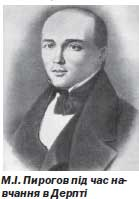 М.І. Пирогов під час на-
вчання в Дерпті